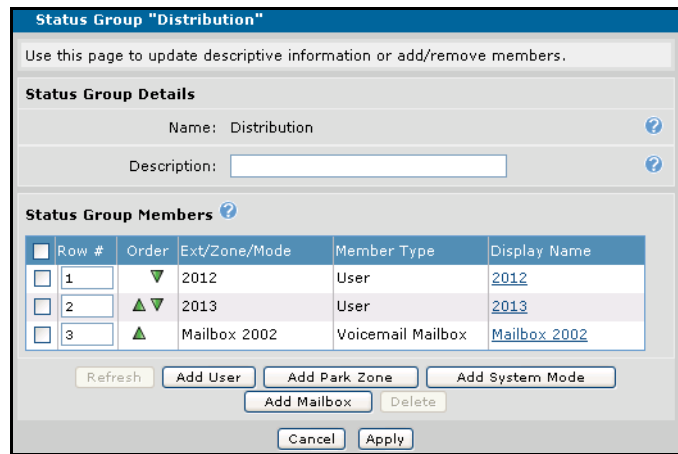 Status Group "Distribution"
Use this page to update descriptive information or add/remove members.
Status Group Details
Name: Distribution ?
Description: ?
Status Group Members ?
Row # Order Ext/Zone/Mode Member Type Display Name
1 2012 User 2012
2 2013 User 2013
3 Mailbox 2002 Voicemail Mailbox Mailbox 2002
Refresh Add User Add Park Zone Add System Mode
Add Mailbox Delete
Cancel Apply